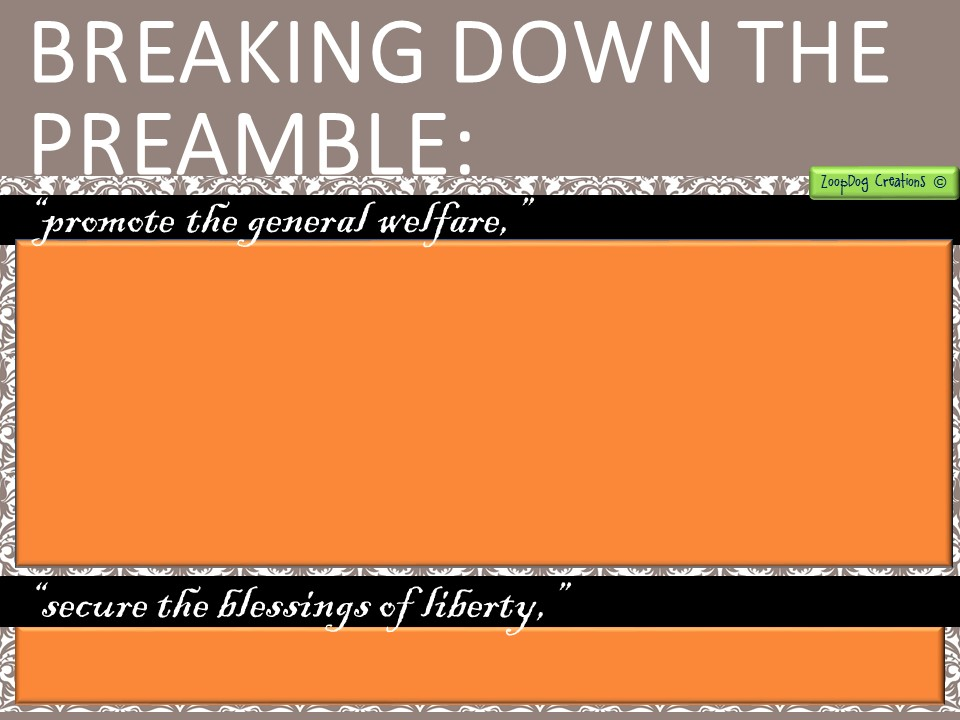 BREAKING DOWN THE
PREAMBLE:
ZoopDog Creations ©
“promote the general welfare,”
“secure the blessings of liberty,”